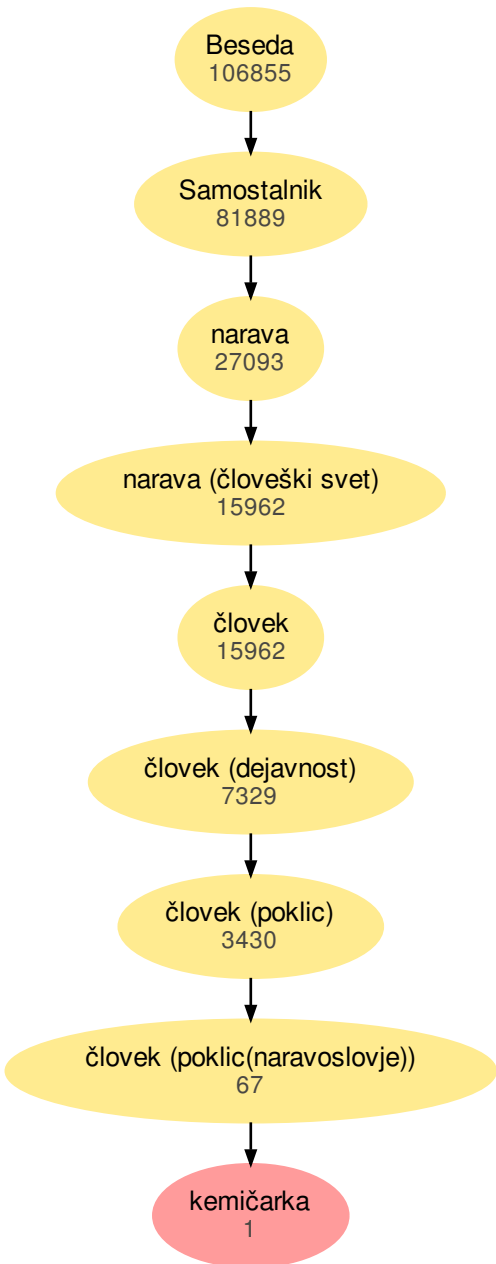 Beseda
106855
Samostalnik
81889
narava
27093
narava (človeški svet)
15962
človek
15962
človek (dejavnost)
7329
človek (poklic)
3430
človek (poklic(naravoslovje))
67
kemičarka
1